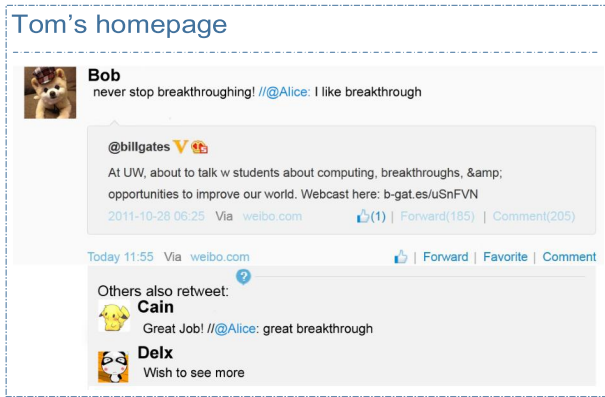 Tom's homepage
Bob
never stop breakthroughing! //@Alice: I like breakthrough
@billgates
At UW, about to talk w students about computing, breakthroughs, &amp;
opportunities to improve our world. Webcast here: b-gat.es/uSnFVN
2011-10-28 06:25 Via weibo.com (1) | Forward(185) | Comment(205)
Today 11:55 Via weibo.com | Forward | Favorite | Comment
?
Others also retweet:
Cain
Great Job! //@Alice: great breakthrough
Delx
Wish to see more